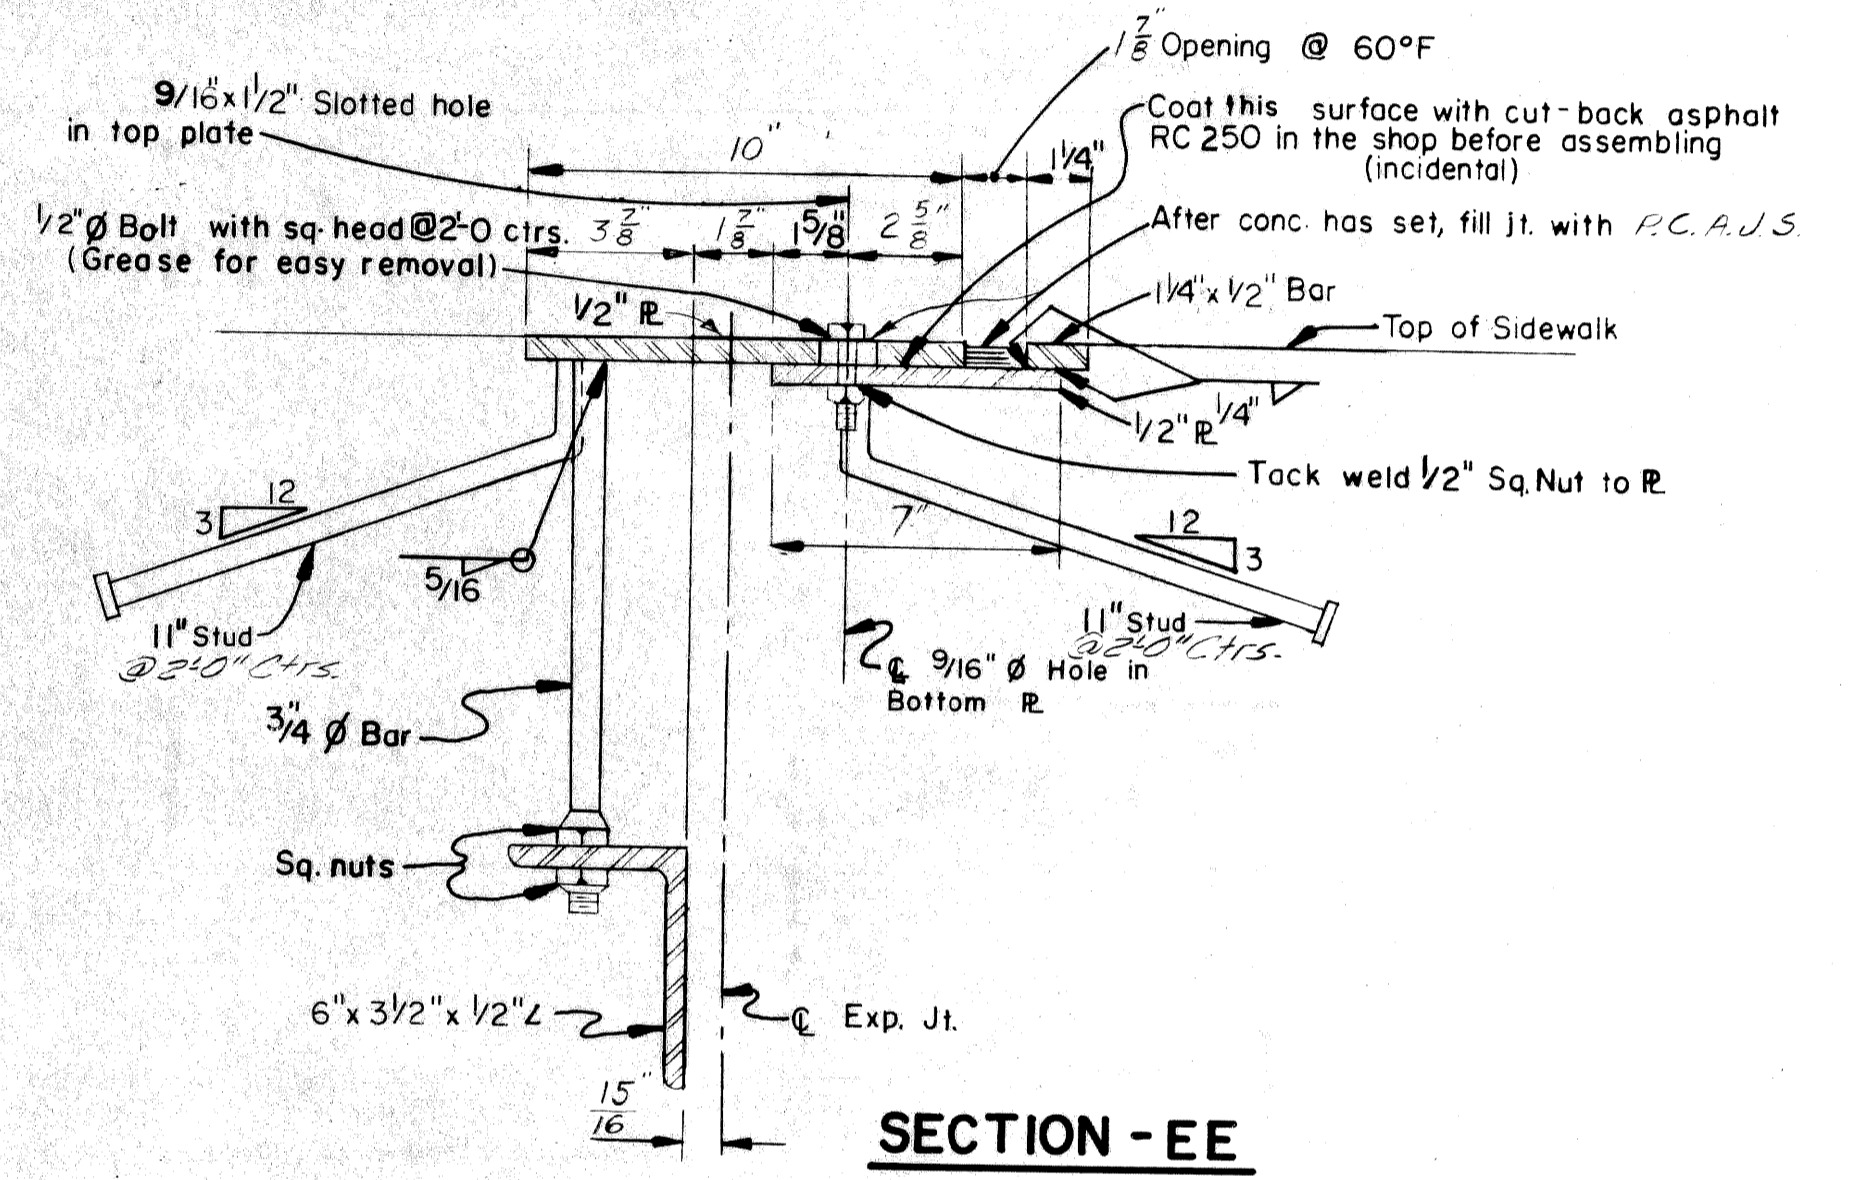 1 7/8" Opening @ 60°F
9/16" x 1 1/2" Slotted hole
in top plate
Coat this surface with cut-back asphalt
RC 250 in the shop before assembling
(incidental)
10"
1 1/4"
1/2" Ø Bolt with sq. head @ 2'-0 ctrs.
(Grease for easy removal)
3 7/8"
1 7/8"
1 5/8"
2 5/8"
After conc. has set, fill jt. with P.C.A.J.S.
1 1/4" x 1/2" Bar
1/2" ℄
Top of Sidewalk
1/4"
1/2" ℄
Tack weld 1/2" Sq. Nut to ℄
12
3
5/16
7"
12
3
11" Stud
@ 2'-0" Ctrs.
11" Stud
@ 2'-0" Ctrs.
℄ 9/16" Ø Hole in
Bottom ℄
3/4" Ø Bar
Sq. nuts
6" x 3 1/2" x 1/2" ∠
℄ Exp. Jt.
15/16"
SECTION - EE